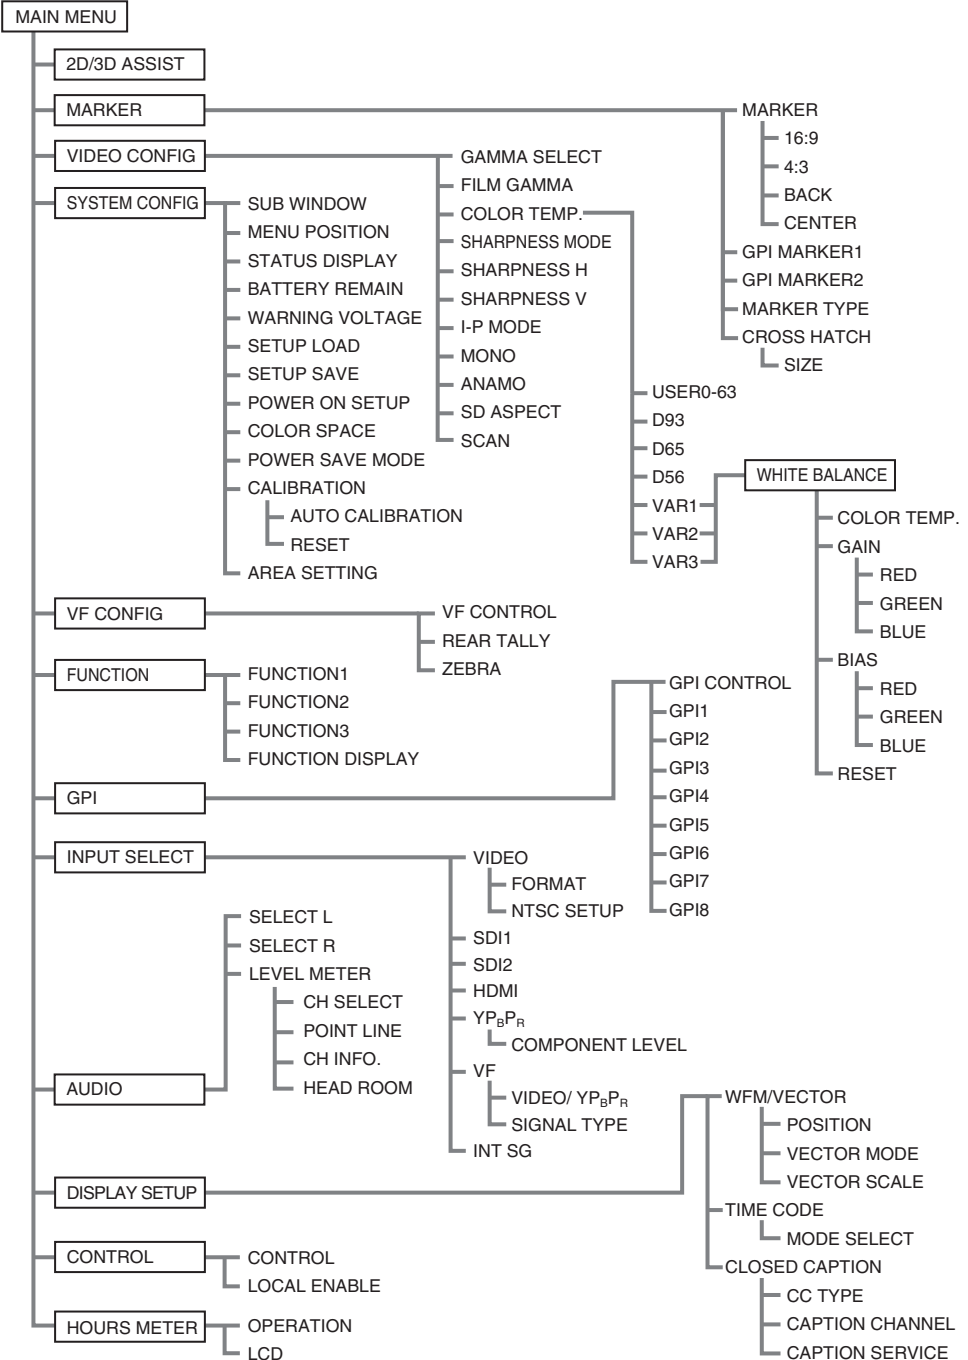 MAIN MENU
2D/3D ASSIST
MARKER
MARKER
16:9
4:3
BACK
CENTER
GPI MARKER1
GPI MARKER2
MARKER TYPE
CROSS HATCH
SIZE
VIDEO CONFIG
GAMMA SELECT
FILM GAMMA
COLOR TEMP.
SHARPNESS MODE
SHARPNESS H
SHARPNESS V
I-P MODE
MONO
ANAMO
SD ASPECT
SCAN
USER0-63
D93
D65
D56
VAR1
VAR2
VAR3
WHITE BALANCE
COLOR TEMP.
GAIN
RED
GREEN
BLUE
BIAS
RED
GREEN
BLUE
RESET
SYSTEM CONFIG
SUB WINDOW
MENU POSITION
STATUS DISPLAY
BATTERY REMAIN
WARNING VOLTAGE
SETUP LOAD
SETUP SAVE
POWER ON SETUP
COLOR SPACE
POWER SAVE MODE
CALIBRATION
AUTO CALIBRATION
RESET
AREA SETTING
VF CONFIG
VF CONTROL
REAR TALLY
ZEBRA
FUNCTION
FUNCTION1
FUNCTION2
FUNCTION3
FUNCTION DISPLAY
GPI
GPI CONTROL
GPI1
GPI2
GPI3
GPI4
GPI5
GPI6
GPI7
GPI8
INPUT SELECT
VIDEO
FORMAT
NTSC SETUP
SDI1
SDI2
HDMI
YPBPR
COMPONENT LEVEL
VF
VIDEO/ YPBPR
SIGNAL TYPE
INT SG
AUDIO
SELECT L
SELECT R
LEVEL METER
CH SELECT
POINT LINE
CH INFO.
HEAD ROOM
DISPLAY SETUP
WFM/VECTOR
POSITION
VECTOR MODE
VECTOR SCALE
TIME CODE
MODE SELECT
CLOSED CAPTION
CC TYPE
CAPTION CHANNEL
CAPTION SERVICE
CONTROL
CONTROL
LOCAL ENABLE
HOURS METER
OPERATION
LCD